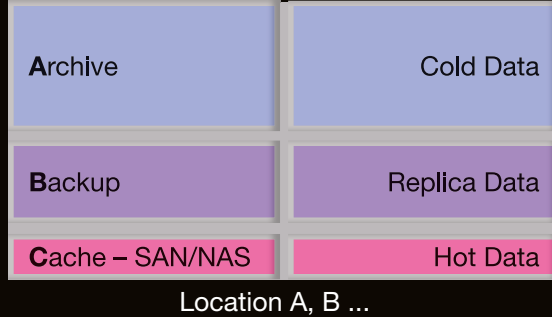 Archive Cold Data
Backup Replica Data
Cache – SAN/NAS Hot Data
Location A, B ...